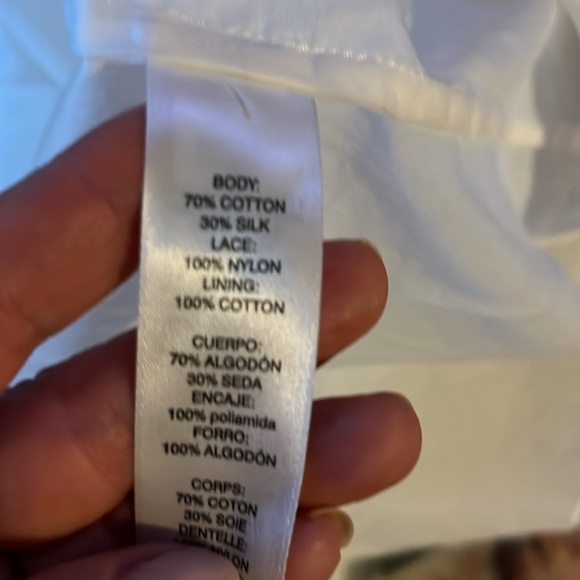 BODY:
70% COTTON
30% SILK
LACE:
100% NYLON
LINING:
100% COTTON
CUERPO:
70% ALGODÓN
30% SEDA
ENCAJE:
100% poliamida
FORRO:
100% ALGODÓN
CORPS:
70% COTON
30% SOIE
DENTELLE: